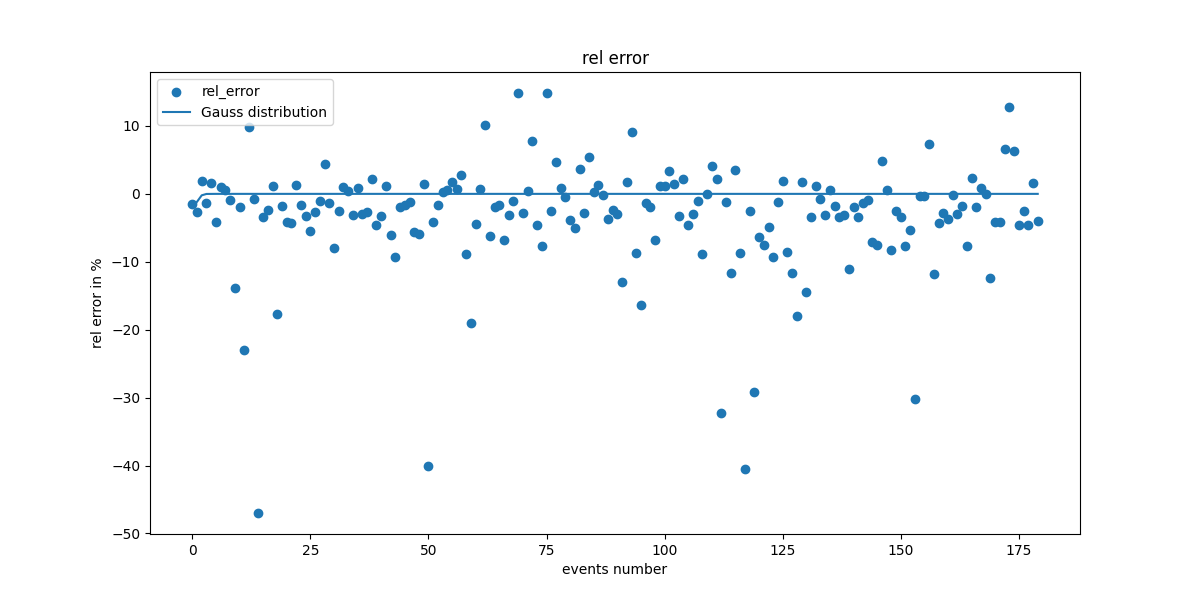 rel error
rel_error
Gauss distribution
rel error in %
10
0
−10
−20
−30
−40
−50
0 25 50 75 100 125 150 175
events number